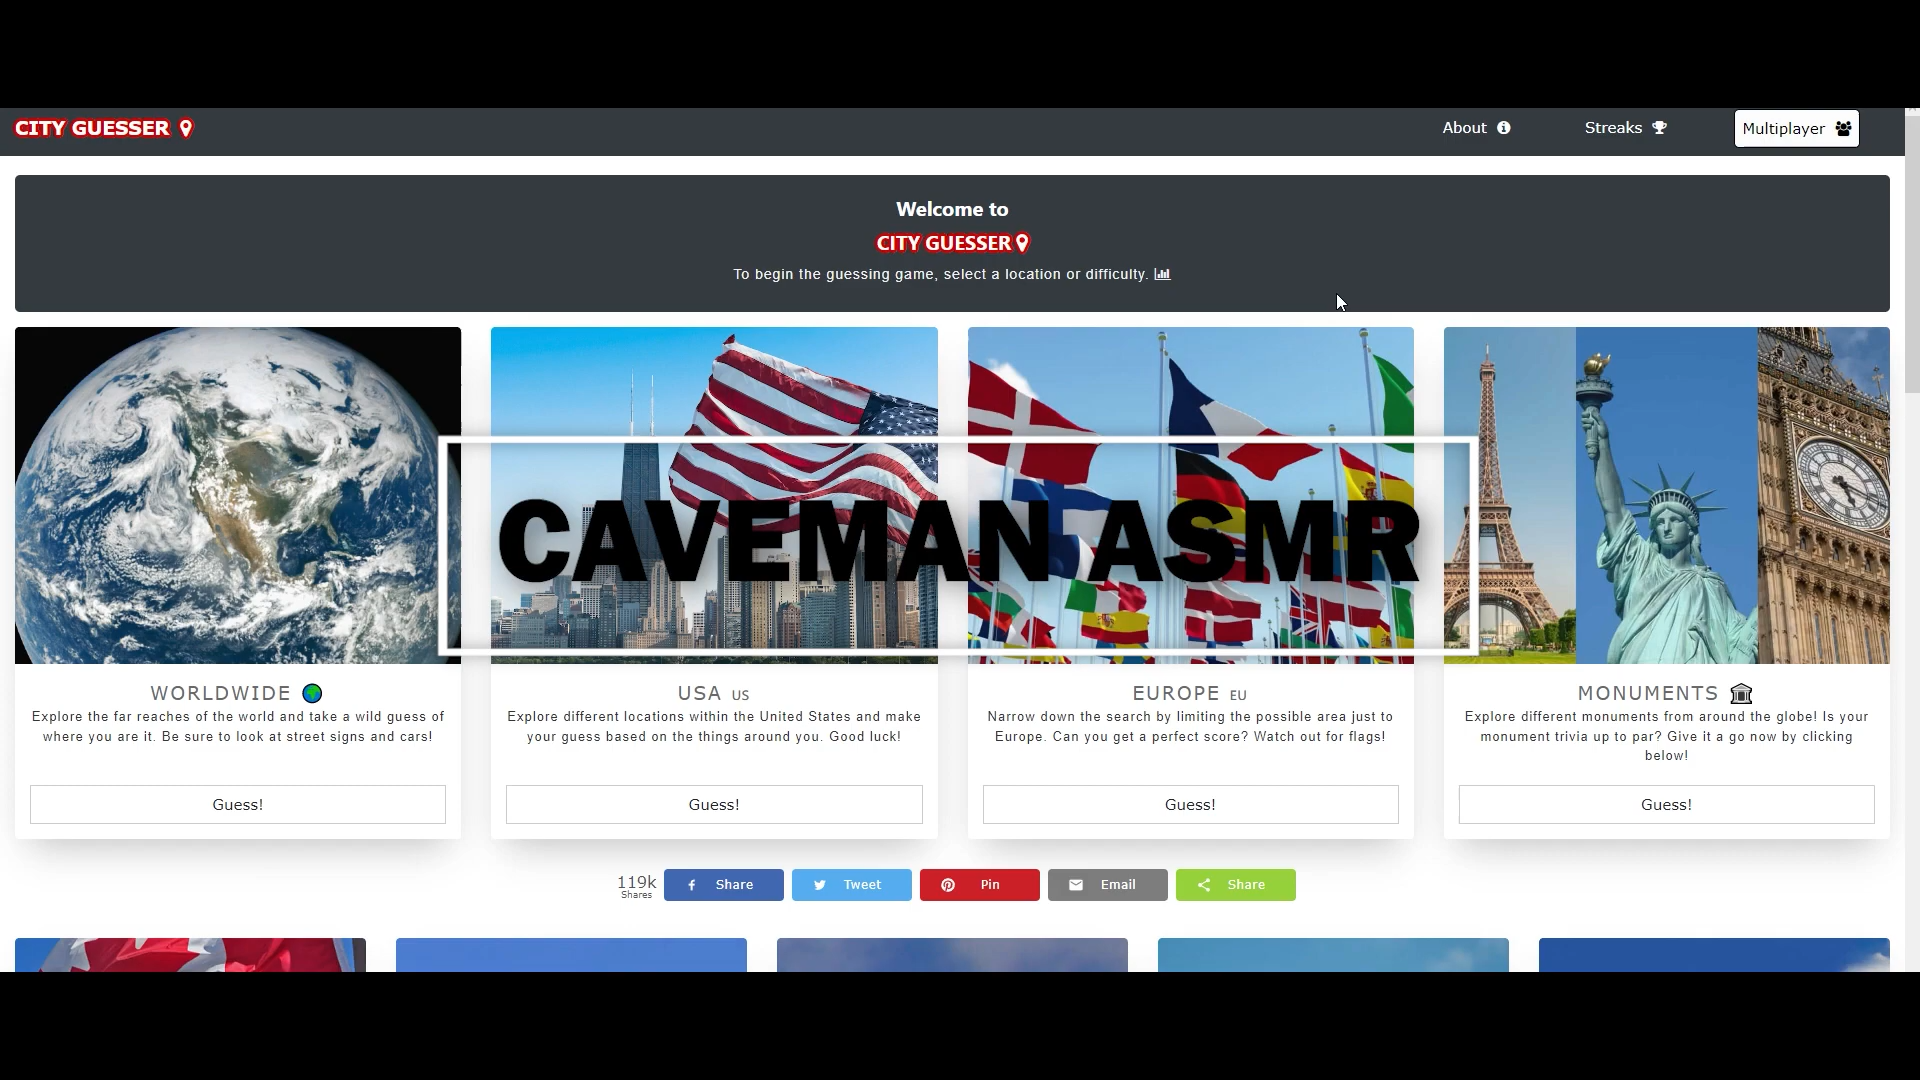 CITY GUESSER
About
Streaks
Multiplayer
Welcome to
CITY GUESSER
To begin the guessing game, select a location or difficulty.
CAVEMAN ASMR
WORLDWIDE
Explore the far reaches of the world and take a wild guess of
where you are it. Be sure to look at street signs and cars!
Guess!
USA US
Explore different locations within the United States and make
your guess based on the things around you. Good luck!
Guess!
EUROPE EU
Narrow down the search by limiting the possible area just to
Europe. Can you get a perfect score? Watch out for flags!
Guess!
MONUMENTS
Explore different monuments from around the globe! Is your
monument trivia up to par? Give it a go now by clicking
below!
Guess!
119k
Shares
Share
Tweet
Pin
Email
Share